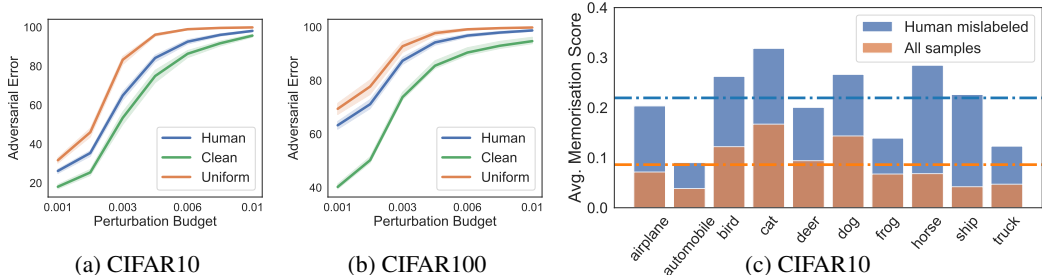 100
80
60
40
20
Adversarial Error
Human
Clean
Uniform
0.001
0.003
0.006
0.01
Perturbation Budget
(a) CIFAR10
100
80
60
40
Adversarial Error
Human
Clean
Uniform
0.001
0.003
0.006
0.01
Perturbation Budget
(b) CIFAR100
0.4
0.3
0.2
0.1
0.0
Avg. Memorisation Score
Human mislabeled
All samples
airplane
automobile
bird
cat
deer
dog
frog
horse
ship
truck
(c) CIFAR10